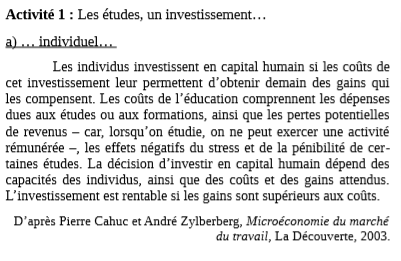 Activité 1 : Les études, un investissement…
a) … individuel…
Les individus investissent en capital humain si les coûts de
cet investissement leur permettent d’obtenir demain des gains qui
les compensent. Les coûts de l’éducation comprennent les dépenses
dues aux études ou aux formations, ainsi que les pertes potentielles
de revenus – car, lorsqu’on étudie, on ne peut exercer une activité
rémunérée –, les effets négatifs du stress et de la pénibilité de cer-
taines études. La décision d’investir en capital humain dépend des
capacités des individus, ainsi que des coûts et des gains attendus.
L’investissement est rentable si les gains sont supérieurs aux coûts.
D’après Pierre Cahuc et André Zylberberg, Microéconomie du marché
du travail, La Découverte, 2003.